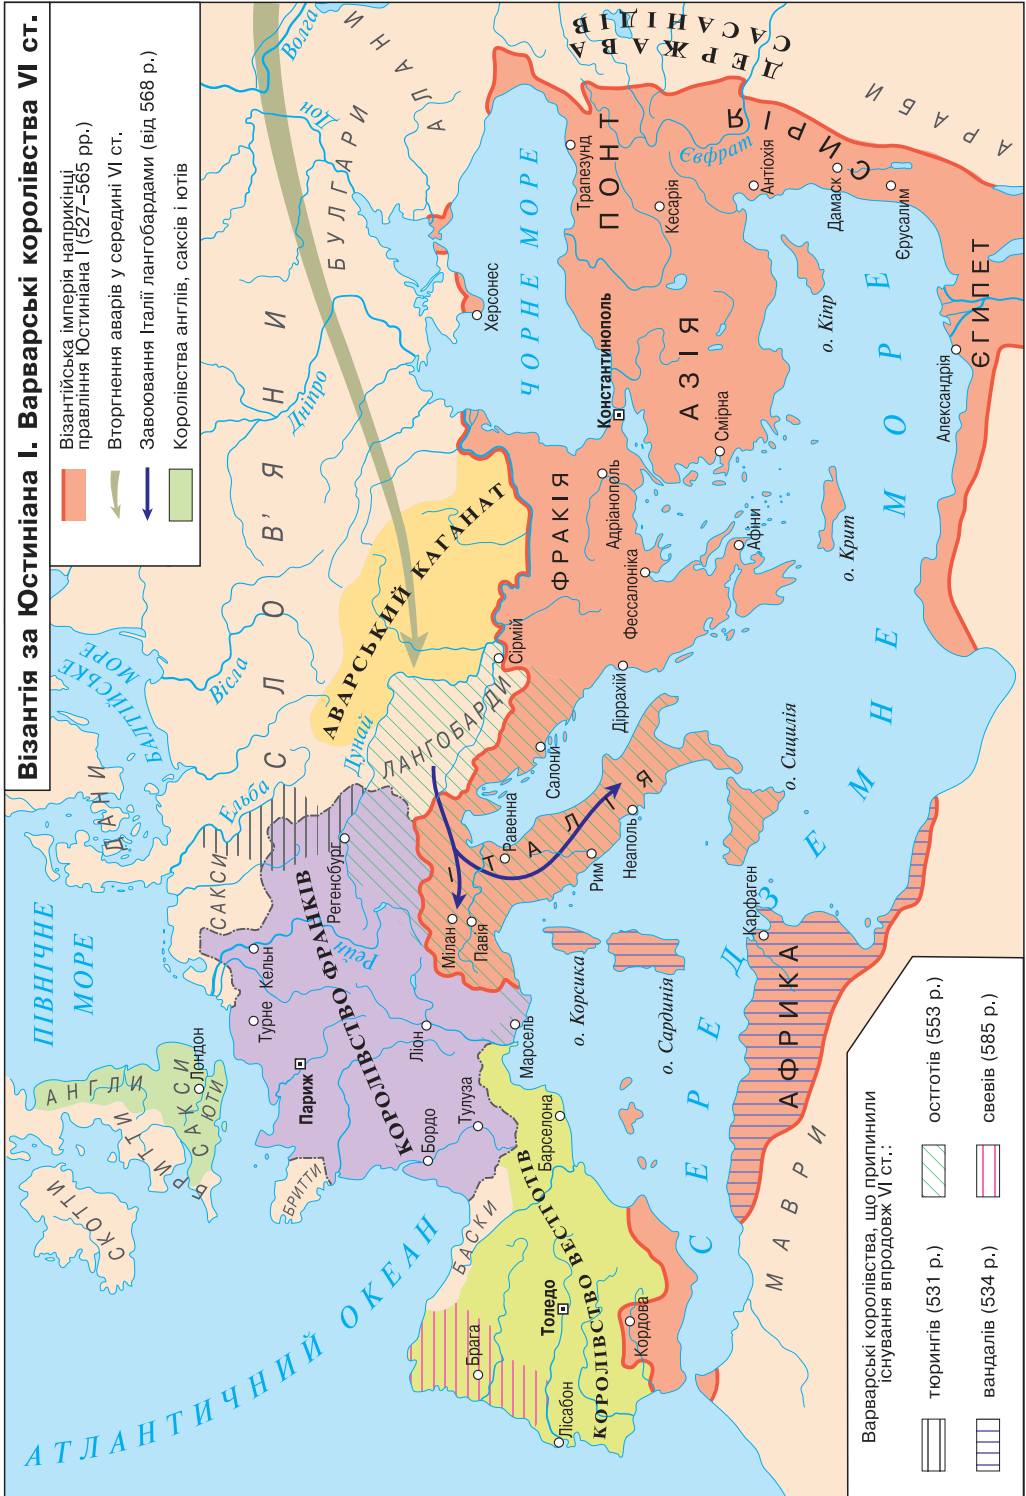 Візантія за Юстиніана I. Варварські королівства VI ст.
Візантійська імперія наприкінці
правління Юстиніана I (527–565 рр.)
Вторгнення аварів у середині VI ст.
Завоювання Італії лангобардами (від 568 р.)
Королівства англів, саксів і ютів
АТЛАНТИЧНИЙ ОКЕАН
ПІВНІЧНЕ
МОРЕ
БАЛТІЙСЬКЕ
МОРЕ
ЧОРНЕ МОРЕ
СЕРЕДЗЕМНЕ МОРЕ
СКОТТИ
БРИТТИ
АНГЛИ
САКСИ
ЮТИ
Лондон
БРИТТИ
ДАНИ
САКСИ
СЛОВ’ЯНИ
БУЛГАРИ
АЛАНИ
Волга
Дон
Дніпро
Вісла
Ельба
Дунай
Рейн
Євфрат
КОРОЛІВСТВО ФРАНКІВ
Турне
Кельн
Париж
Регенсбург
Ліон
Бордо
Тулуза
Марсель
БАСКИ
КОРОЛІВСТВО ВЕСТГОТІВ
Барселона
Брага
Толедо
Лісабон
Кордова
АВАРСЬКИЙ КАГАНАТ
ЛАНГОБАРДИ
Сірмій
ІТАЛІЯ
Мілан
Павія
Равенна
Рим
Неаполь
Салони
Діррахій
о. Корсика
о. Сардинія
о. Сицилія
ФРАКІЯ
Адріанополь
Фессалоніка
Афіни
Константинополь
Херсонес
АЗІЯ
Смірна
ПОНТ
Трапезунд
Кесарія
СИРІЯ
Антіохія
Дамаск
Єрусалим
ДЕРЖАВА
САСАНІДІВ
АРАБИ
о. Кіпр
о. Крит
ЄГИПЕТ
Александрія
АФРИКА
Карфаген
МАВРИ
Варварські королівства, що припинили
існування впродовж VI ст.:
тюрингів (531 р.)
остготів (553 р.)
вандалів (534 р.)
свевів (585 р.)